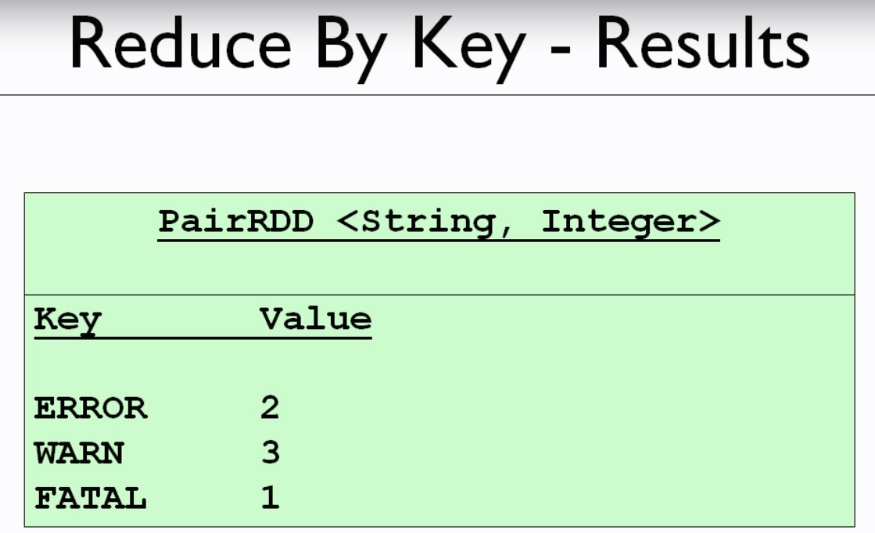 Reduce By Key - Results
PairRDD <String, Integer>
Key Value
ERROR 2
WARN 3
FATAL 1